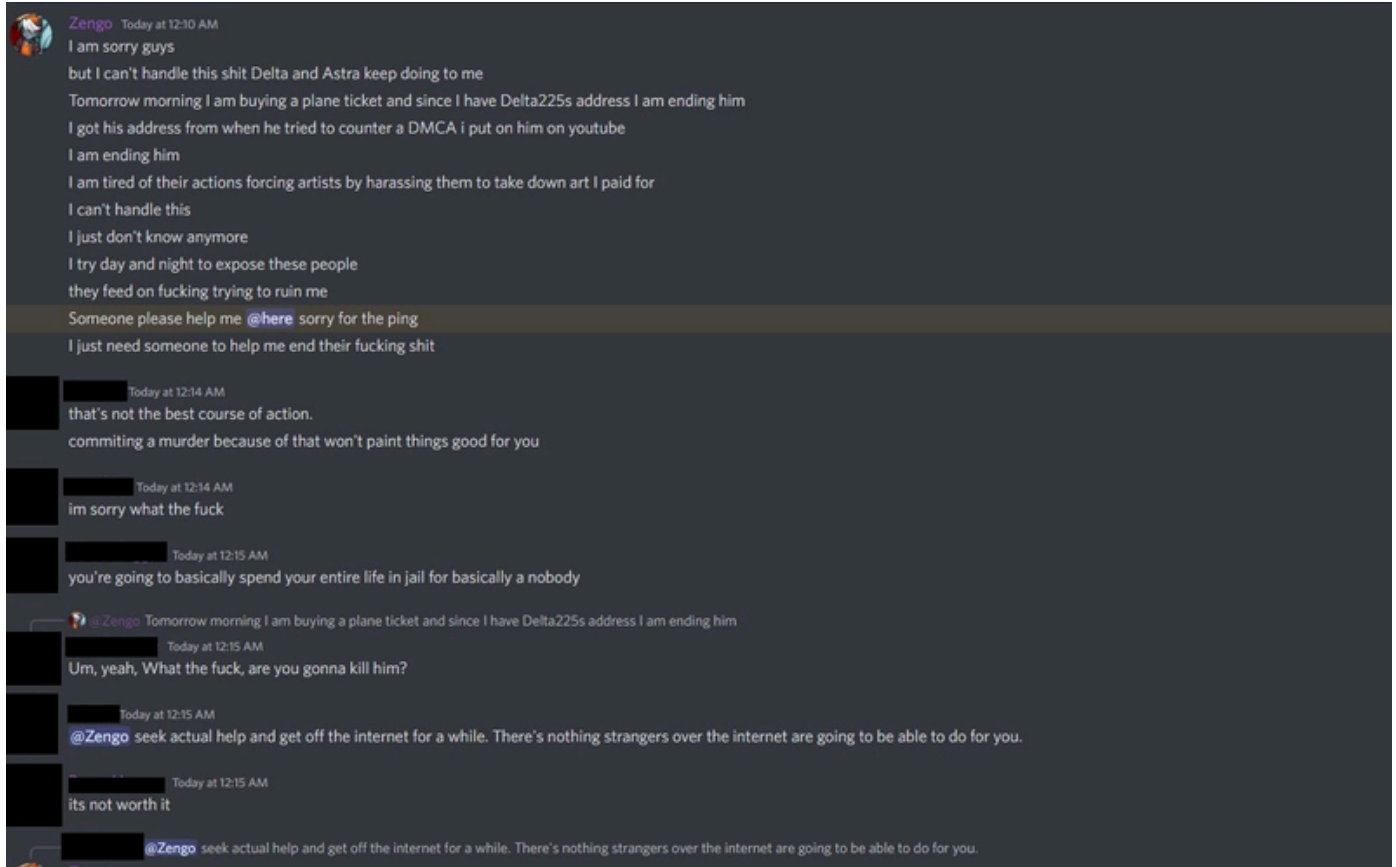 Zengo Today at 12:10 AM
I am sorry guys
but I can't handle this shit Delta and Astra keep doing to me
Tomorrow morning I am buying a plane ticket and since I have Delta225s address I am ending him
I got his address from when he tried to counter a DMCA i put on him on youtube
I am ending him
I am tired of their actions forcing artists by harassing them to take down art I paid for
I can't handle this
I just don't know anymore
I try day and night to expose these people
they feed on fucking trying to ruin me
Someone please help me @here sorry for the ping
I just need someone to help me end their fucking shit
Today at 12:14 AM
that's not the best course of action.
commiting a murder because of that won't paint things good for you
Today at 12:14 AM
im sorry what the fuck
Today at 12:15 AM
you're going to basically spend your entire life in jail for basically a nobody
@Zengo Tomorrow morning I am buying a plane ticket and since I have Delta225s address I am ending him
Today at 12:15 AM
Um, yeah, What the fuck, are you gonna kill him?
Today at 12:15 AM
@Zengo seek actual help and get off the internet for a while. There's nothing strangers over the internet are going to be able to do for you.
Today at 12:15 AM
its not worth it
@Zengo seek actual help and get off the internet for a while. There's nothing strangers over the internet are going to be able to do for you.